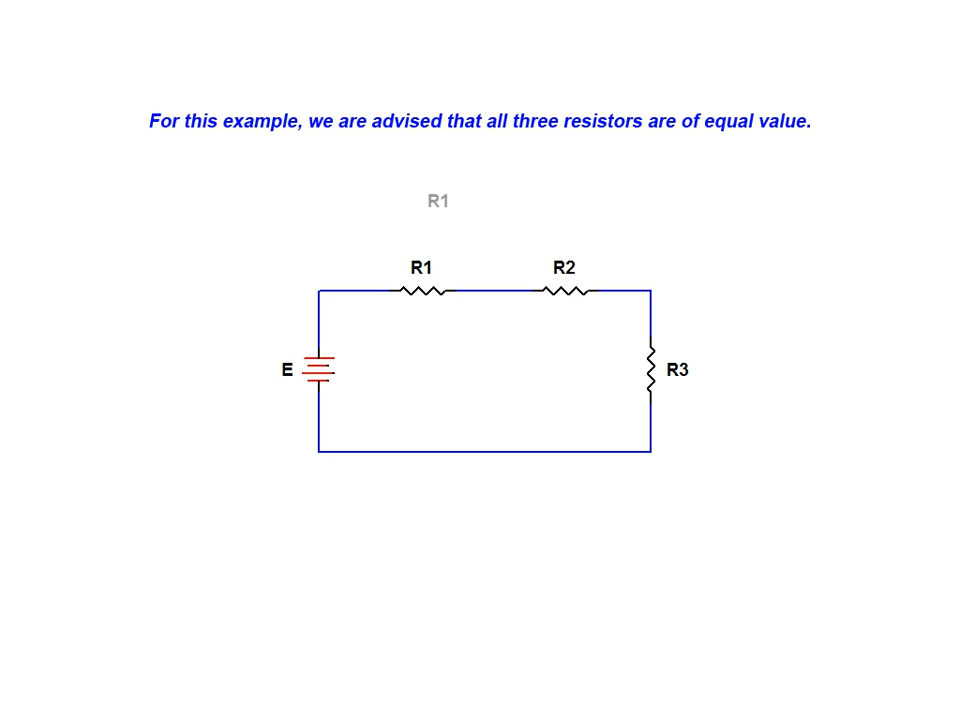 For this example, we are advised that all three resistors are of equal value.
R1
R1 R2
E R3